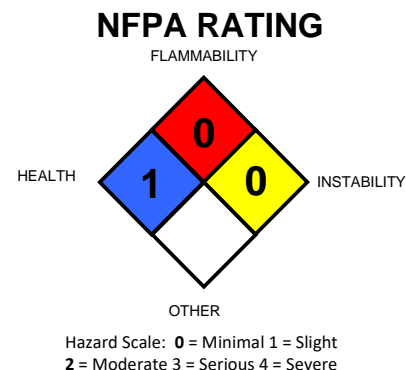 NFPA RATING
FLAMMABILITY
0
HEALTH
1
0
INSTABILITY
OTHER
Hazard Scale: 0 = Minimal 1 = Slight
2 = Moderate 3 = Serious 4 = Severe